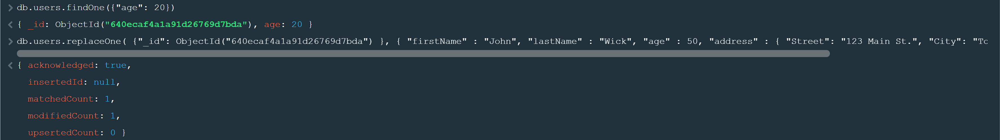 db.users.findOne({"age": 20})
{ _id: ObjectId("640ecaf4a1a91d26769d7bda"), age: 20 }
db.users.replaceOne( {"_id": ObjectId("640ecaf4a1a91d26769d7bda") }, { "firstName" : "John", "lastName" : "Wick", "age" : 50, "address" : { "Street": "123 Main St.", "City": "To
{ acknowledged: true,
insertedId: null,
matchedCount: 1,
modifiedCount: 1,
upsertedCount: 0 }